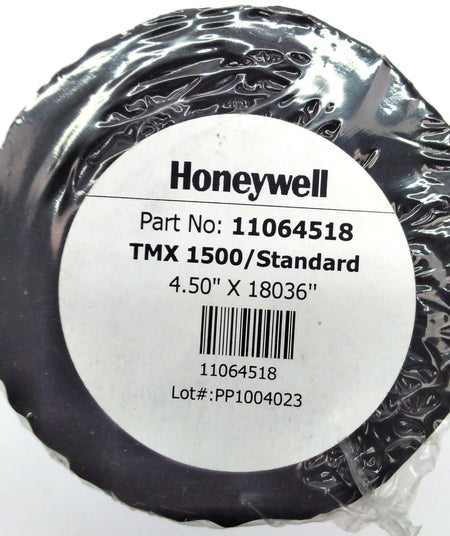 Honeywell
Part No: 11064518
TMX 1500/Standard
4.50" X 18036"
11064518
Lot#:PP1004023